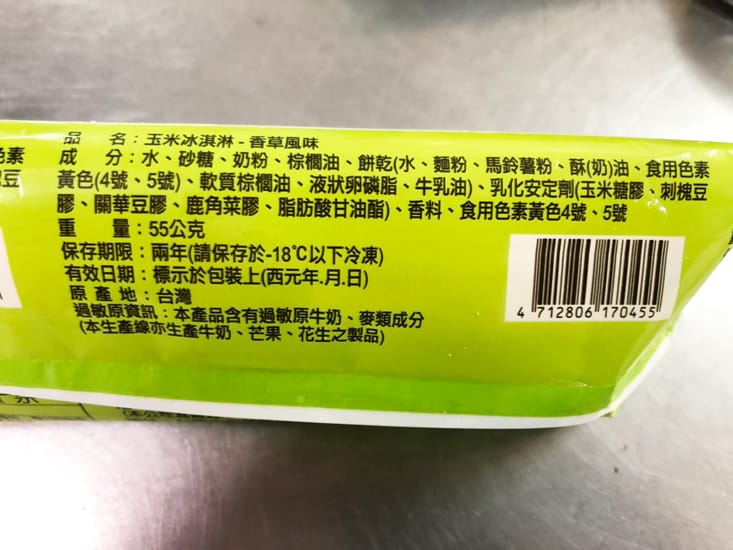 品　名：玉米冰淇淋-香草風味
成　分：水、砂糖、奶粉、棕櫚油、餅乾(水、麵粉、馬鈴薯粉、酥(奶)油、食用色素
黃色(4號、5號)、軟質棕櫚油、液狀卵磷脂、牛乳油)、乳化安定劑(玉米糖膠、刺槐豆
膠、關華豆膠、鹿角菜膠、脂肪酸甘油酯)、香料、食用色素黃色4號、5號
重　量：55公克
保存期限：兩年(請保存於-18℃以下冷凍)
有效日期：標示於包裝上(西元年.月.日)
原 產 地：台灣
過敏原資訊：本產品含有過敏原牛奶、麥類成分
(本生產線亦生產牛奶、芒果、花生之製品)
4 712806 170455
色素
豆